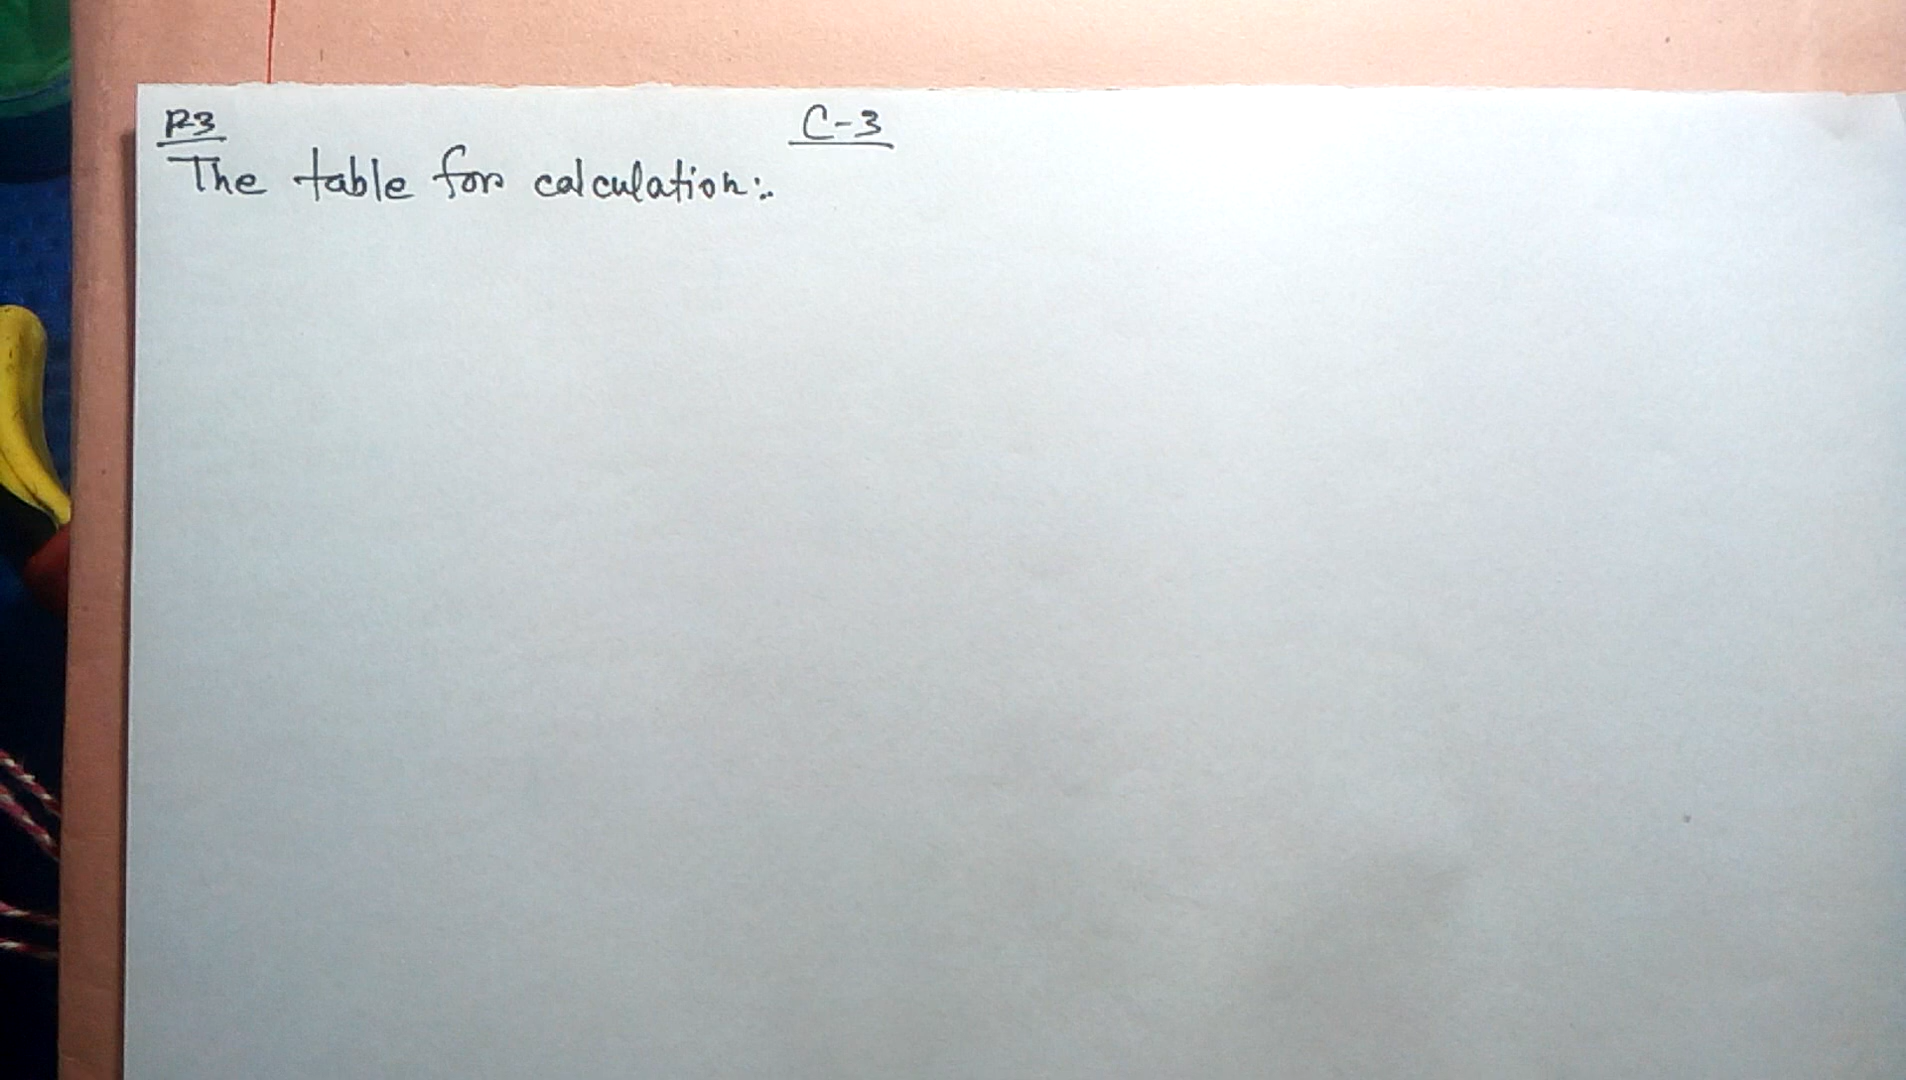 P3
C-3
The table for calculation:.